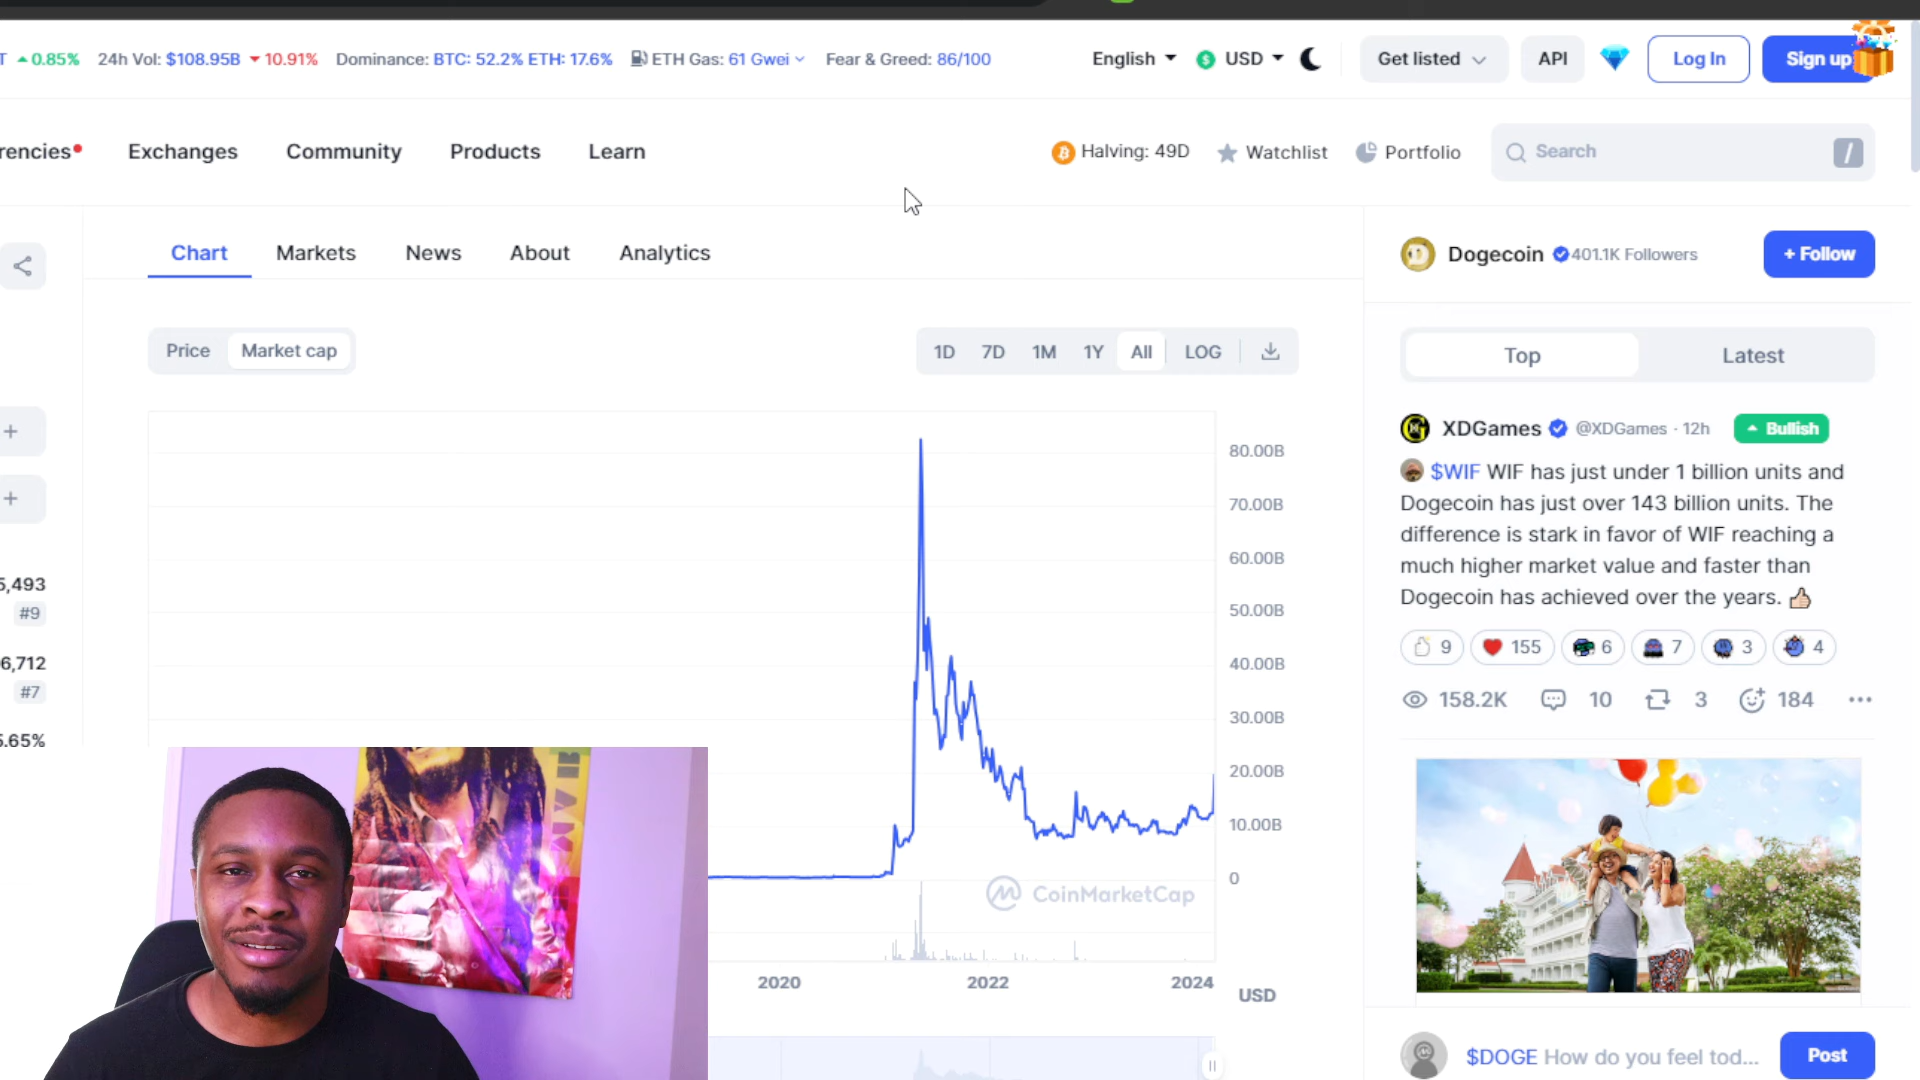 T 0.85% 24h Vol: $108.95B 10.91% Dominance: BTC: 52.2% ETH: 17.6% ETH Gas: 61 Gwei Fear & Greed: 86/100
English USD Get listed API Log In Sign up
rencies Exchanges Community Products Learn
Halving: 49D Watchlist Portfolio Search /
Chart Markets News About Analytics
Price Market cap
1D 7D 1M 1Y All LOG
80.00B
70.00B
60.00B
50.00B
40.00B
30.00B
20.00B
10.00B
0
CoinMarketCap
2020 2022 2024
USD
+
+
5,493
#9
6,712
#7
5.65%
Dogecoin 401.1K Followers + Follow
Top Latest
XDGames @XDGames · 12h Bullish
$WIF WIF has just under 1 billion units and
Dogecoin has just over 143 billion units. The
difference is stark in favor of WIF reaching a
much higher market value and faster than
Dogecoin has achieved over the years.
9 155 6 7 3 4
158.2K 10 3 184
$DOGE How do you feel tod... Post